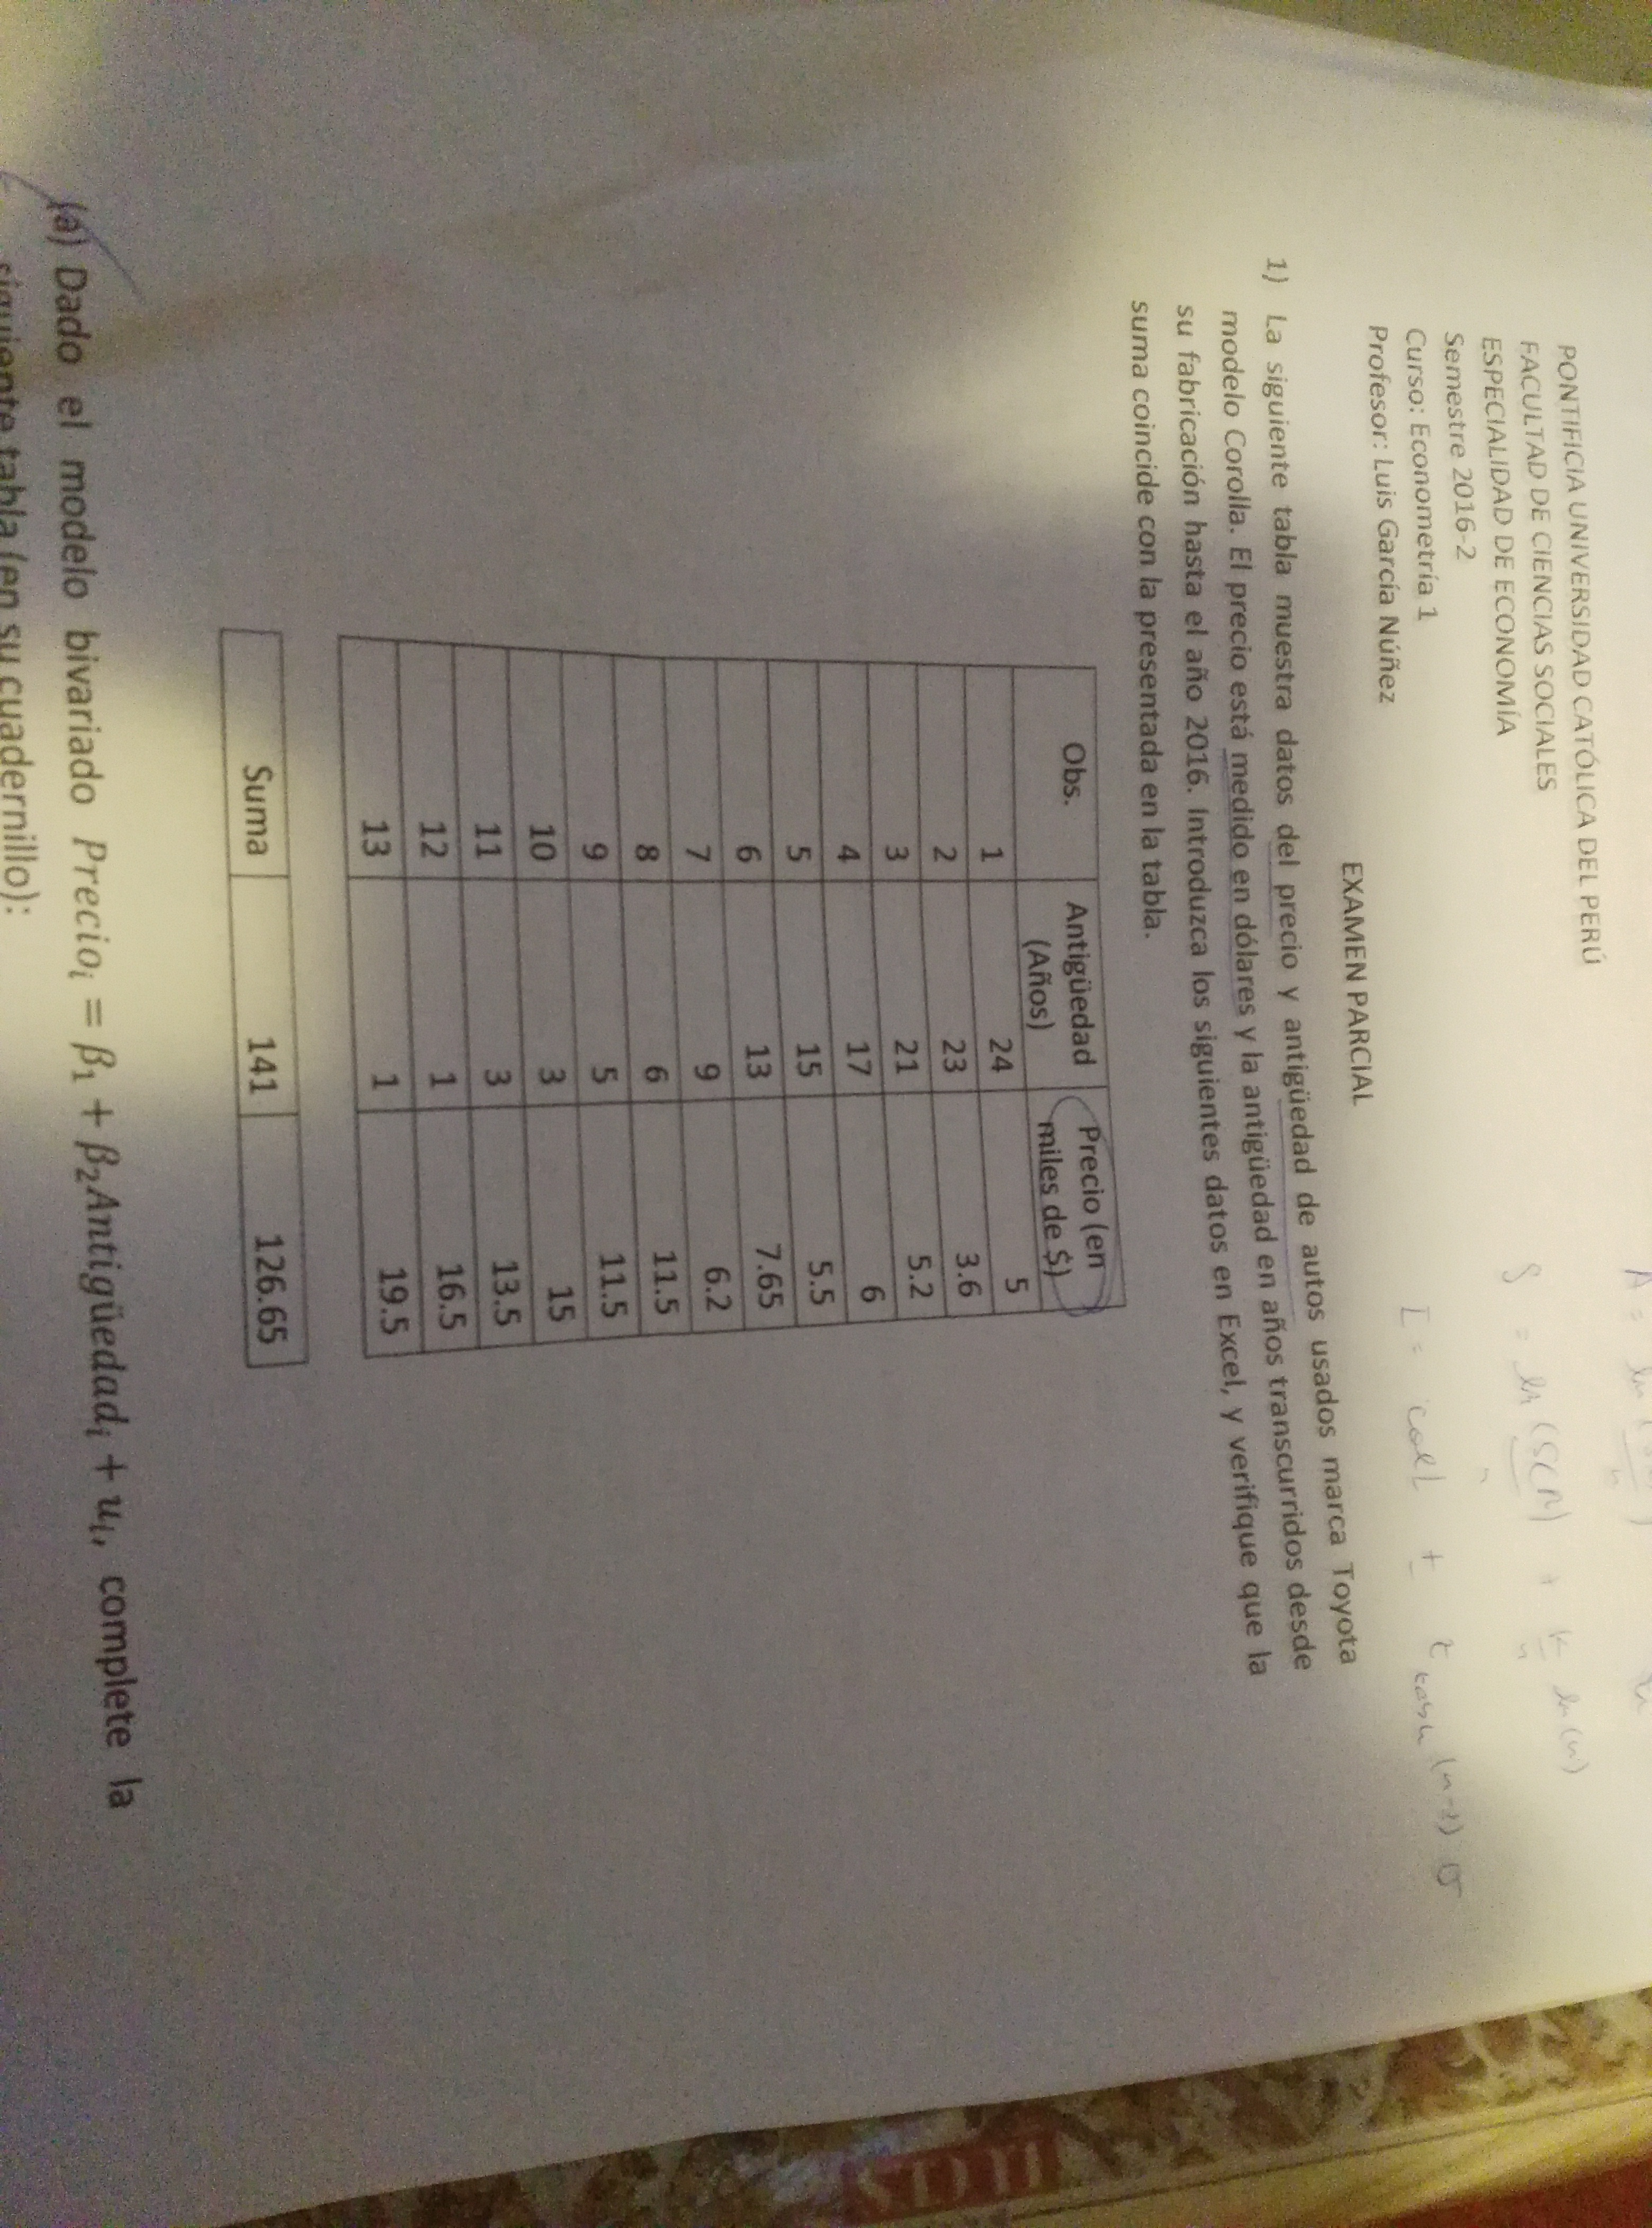 PONTIFICIA UNIVERSIDAD CATÓLICA DEL PERÚ
FACULTAD DE CIENCIAS SOCIALES
ESPECIALIDAD DE ECONOMÍA
Semestre 2016-2
Curso: Econometría 1
Profesor: Luis García Núñez
EXAMEN PARCIAL
1) La siguiente tabla muestra datos del precio y antigüedad de autos usados marca Toyota
modelo Corolla. El precio está medido en dólares y la antigüedad en años transcurridos desde
su fabricación hasta el año 2016. Introduzca los siguientes datos en Excel, y verifique que la
suma coincide con la presentada en la tabla.
Obs. Antigüedad (Años) Precio (en miles de $)
1 24 5
2 23 3.6
3 21 5.2
4 17 6
5 15 5.5
6 13 7.65
7 9 6.2
8 6 11.5
9 5 11.5
10 3 15
11 3 13.5
12 1 16.5
13 1 19.5
Suma 141 126.65
(a) Dado el modelo bivariado Precioᵢ = β₁ + β₂Antigüedadᵢ + uᵢ, complete la
siguiente tabla (en su cuadernillo):